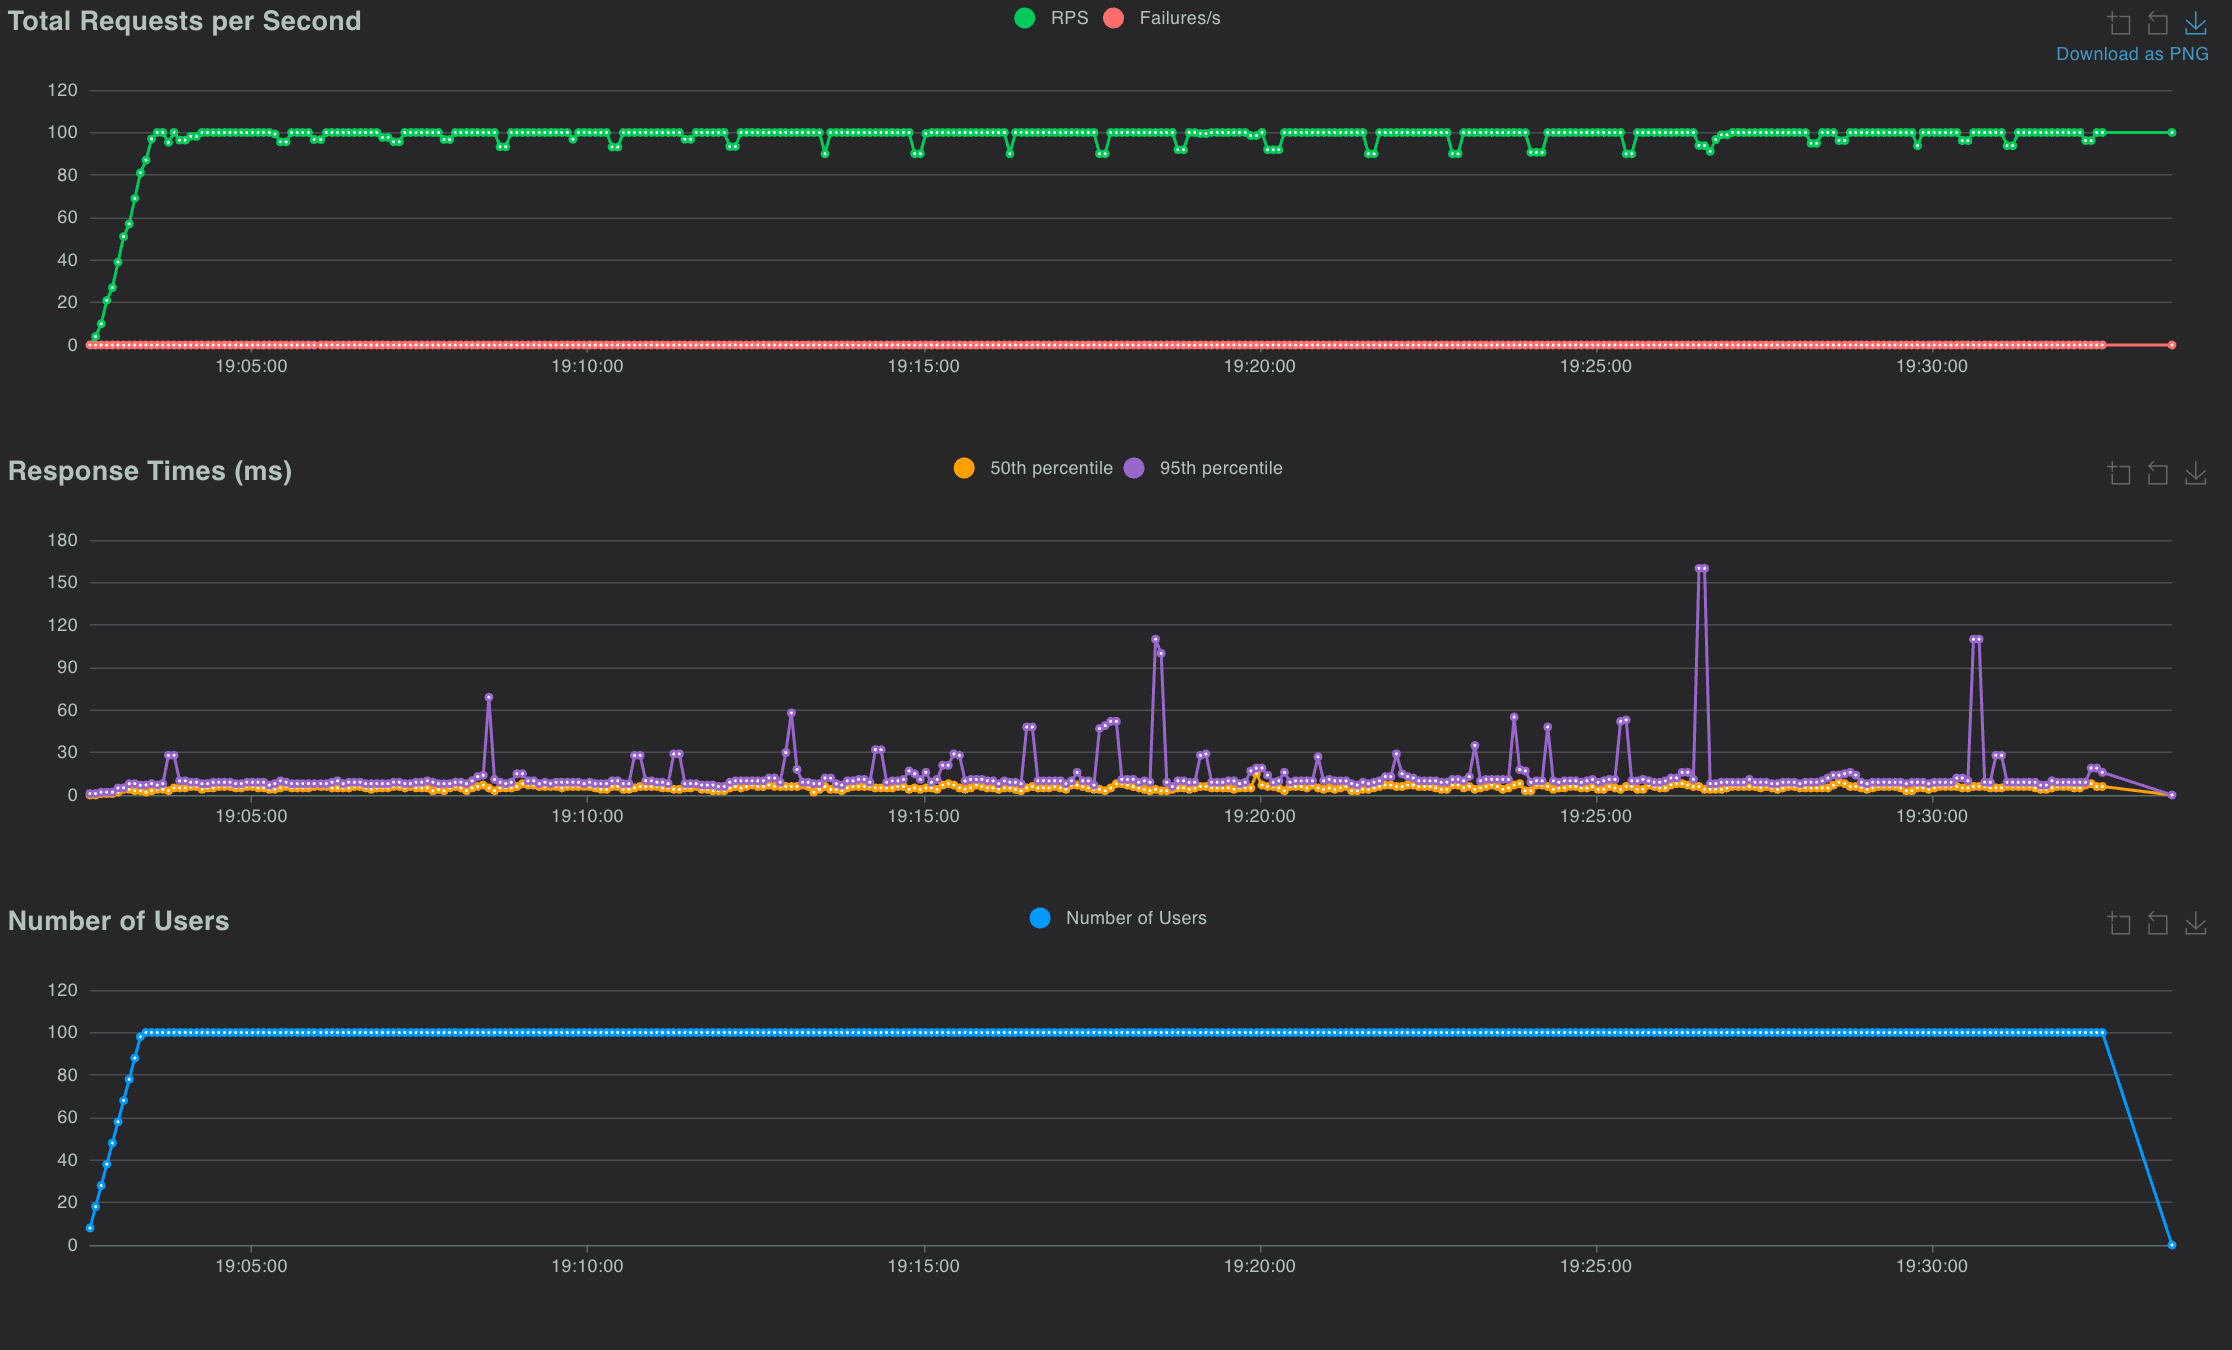 Total Requests per Second
RPS Failures/s
Download as PNG
120
100
80
60
40
20
0
19:05:00 19:10:00 19:15:00 19:20:00 19:25:00 19:30:00
Response Times (ms)
50th percentile 95th percentile
180
150
120
90
60
30
0
19:05:00 19:10:00 19:15:00 19:20:00 19:25:00 19:30:00
Number of Users
Number of Users
120
100
80
60
40
20
0
19:05:00 19:10:00 19:15:00 19:20:00 19:25:00 19:30:00